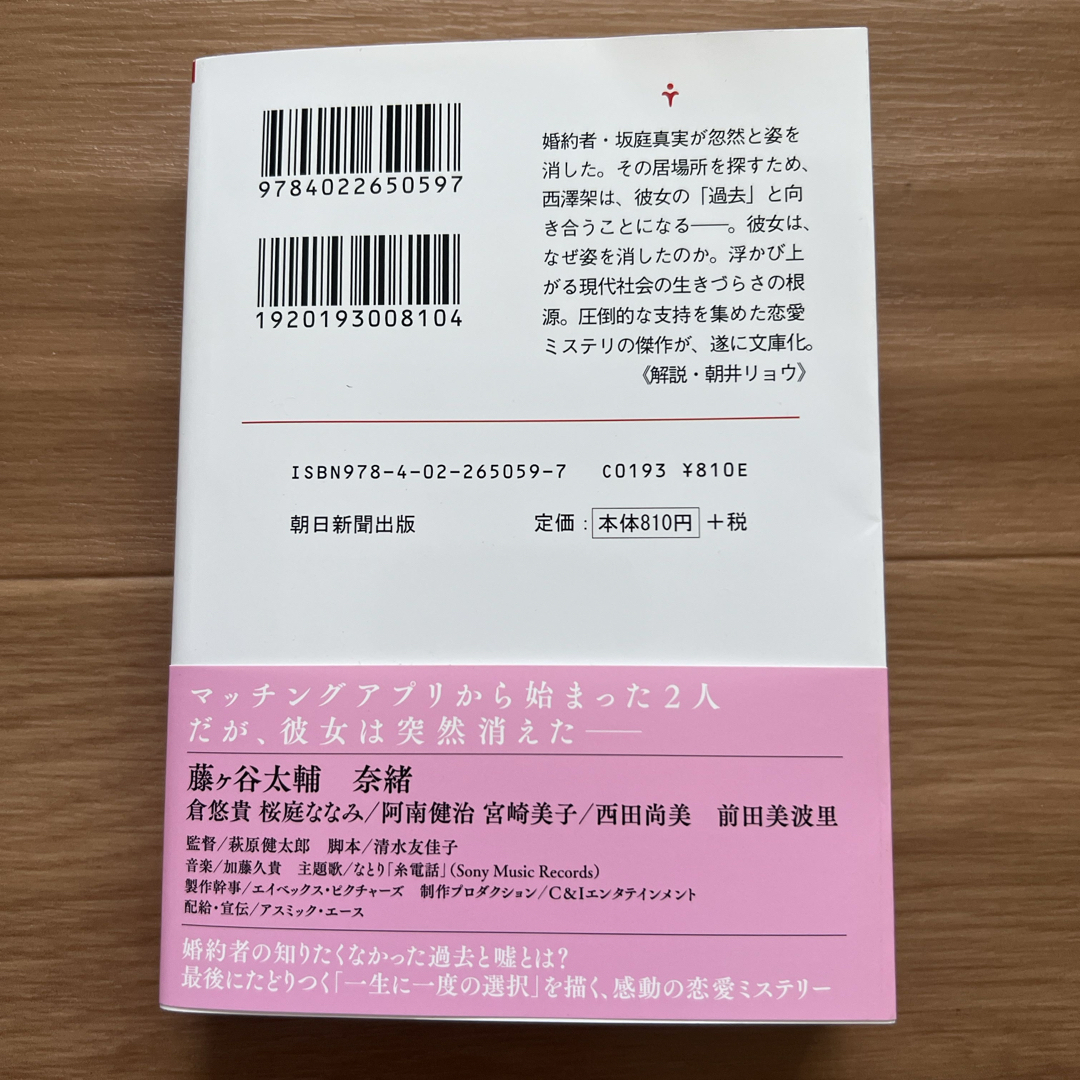 9784022650597
1920193008104
婚約者・坂庭真実が忽然と姿を
消した。その居場所を探すため、
西澤架は、彼女の「過去」と向
き合うことになる――。彼女は、
なぜ姿を消したのか。浮かび上
がる現代社会の生きづらさの根
源。圧倒的な支持を集めた恋愛
ミステリの傑作が、遂に文庫化。
《解説・朝井リョウ》
ISBN978-4-02-265059-7 C0193 ¥810E
朝日新聞出版 定価:本体810円+税
マッチングアプリから始まった2人
だが、彼女は突然消えた――
藤ヶ谷太輔 奈緒
倉悠貴 桜庭ななみ/阿南健治 宮崎美子/西田尚美 前田美波里
監督/萩原健太郎 脚本/清水友佳子
音楽/加藤久貴 主題歌/なとり「糸電話」(Sony Music Records)
製作幹事/エイベックス・ピクチャーズ 制作プロダクション/C&Iエンタテインメント
配給・宣伝/アスミック・エース
婚約者の知りたくなかった過去と嘘とは?
最後にたどりつく「一生に一度の選択」を描く、感動の恋愛ミステリー